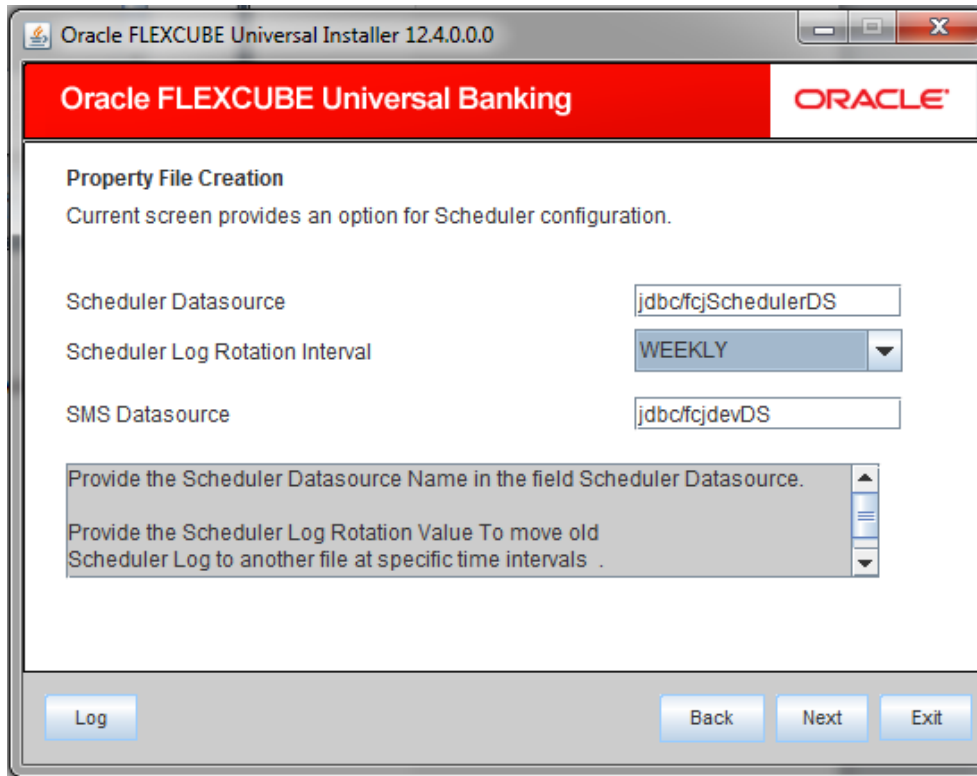 Oracle FLEXCUBE Universal Installer 12.4.0.0.0
Oracle FLEXCUBE Universal Banking
ORACLE
Property File Creation
Current screen provides an option for Scheduler configuration.
Scheduler Datasource
jdbc/fcjSchedulerDS
Scheduler Log Rotation Interval
WEEKLY
SMS Datasource
jdbc/fcjdevDS
Provide the Scheduler Datasource Name in the field Scheduler Datasource.
Provide the Scheduler Log Rotation Value To move old
Scheduler Log to another file at specific time intervals .
Log
Back
Next
Exit